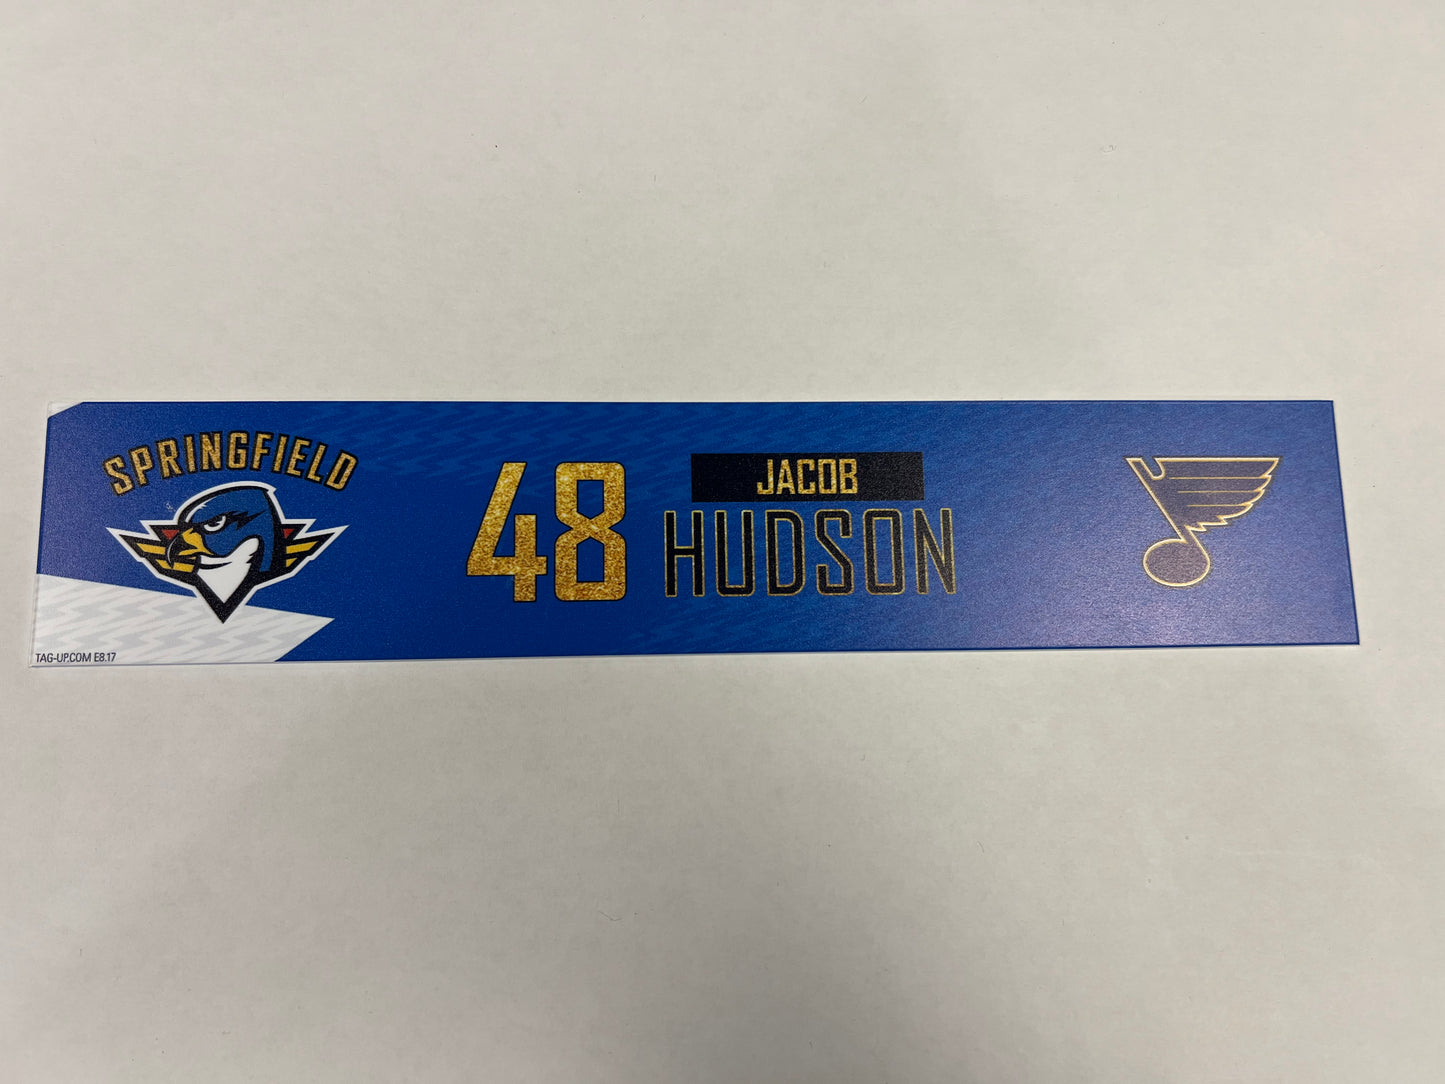 SPRINGFIELD
48
JACOB
HUDSON
TAG-UP.COM E8.17